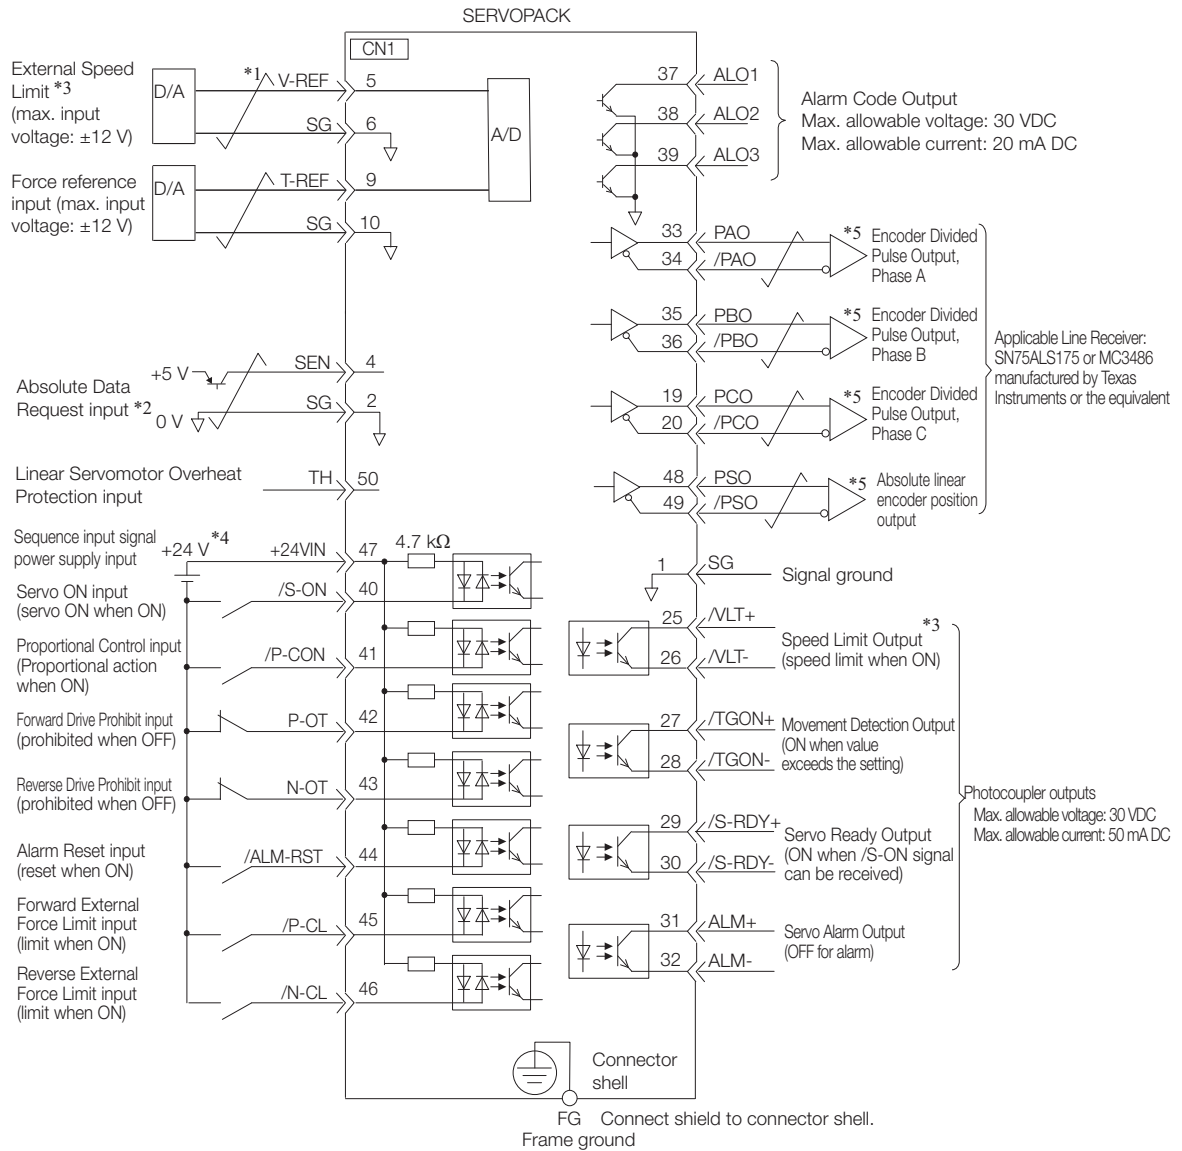 SERVOPACK
CN1
External Speed
Limit *3
(max. input
voltage: ±12 V)
D/A
*1
V-REF
5
SG
6
A/D
Force reference
input (max. input
voltage: ±12 V)
D/A
T-REF
9
SG
10
+5 V
SEN
4
Absolute Data
Request input *2
0 V
SG
2
Linear Servomotor Overheat
Protection input
TH
50
Sequence input signal
power supply input
+24 V *4
+24VIN
47
4.7 kΩ
Servo ON input
(servo ON when ON)
/S-ON
40
Proportional Control input
(Proportional action
when ON)
/P-CON
41
Forward Drive Prohibit input
(prohibited when OFF)
P-OT
42
Reverse Drive Prohibit input
(prohibited when OFF)
N-OT
43
Alarm Reset input
(reset when ON)
/ALM-RST
44
Forward External
Force Limit input
(limit when ON)
/P-CL
45
Reverse External
Force Limit input
(limit when ON)
/N-CL
46
37
ALO1
38
ALO2
39
ALO3
Alarm Code Output
Max. allowable voltage: 30 VDC
Max. allowable current: 20 mA DC
33
PAO
34
/PAO
*5
Encoder Divided
Pulse Output,
Phase A
35
PBO
36
/PBO
*5
Encoder Divided
Pulse Output,
Phase B
19
PCO
20
/PCO
*5
Encoder Divided
Pulse Output,
Phase C
48
PSO
49
/PSO
*5
Absolute linear
encoder position
output
Applicable Line Receiver:
SN75ALS175 or MC3486
manufactured by Texas
Instruments or the equivalent
1
SG
Signal ground
25
/VLT+
26
/VLT-
Speed Limit Output *3
(speed limit when ON)
27
/TGON+
28
/TGON-
Movement Detection Output
(ON when value
exceeds the setting)
29
/S-RDY+
30
/S-RDY-
Servo Ready Output
(ON when /S-ON signal
can be received)
31
ALM+
32
ALM-
Servo Alarm Output
(OFF for alarm)
Photocoupler outputs
Max. allowable voltage: 30 VDC
Max. allowable current: 50 mA DC
Connector
shell
FG
Connect shield to connector shell.
Frame ground